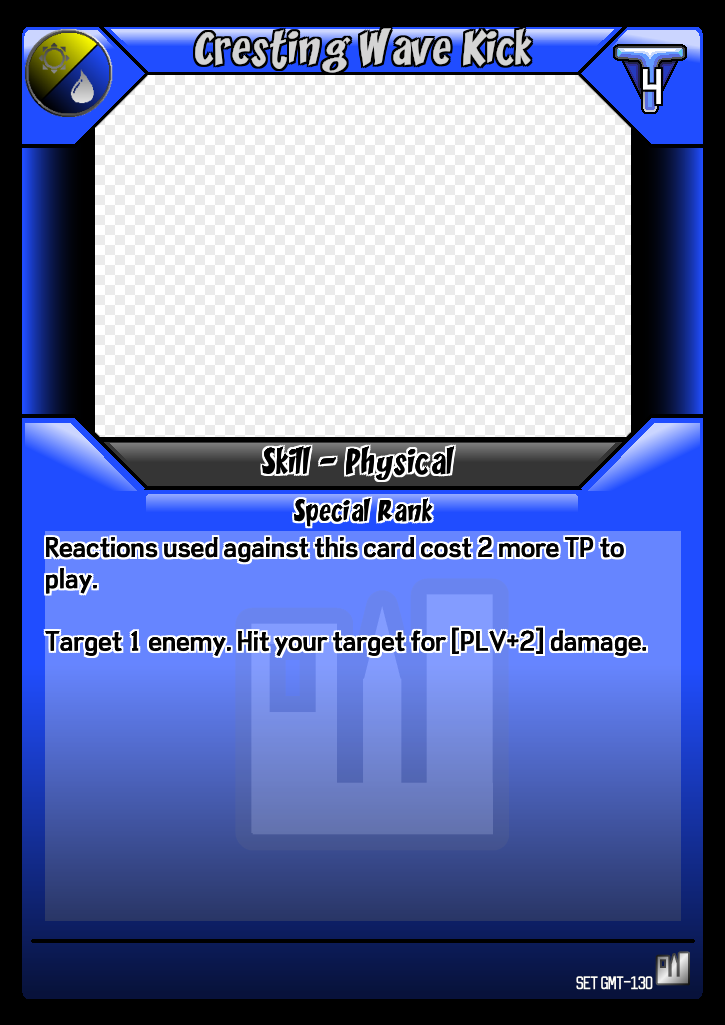 Cresting Wave Kick
4
Skill - Physical
Special Rank
Reactions used against this card cost 2 more TP to
play.
Target 1 enemy. Hit your target for [PLV+2] damage.
SET GMT-130